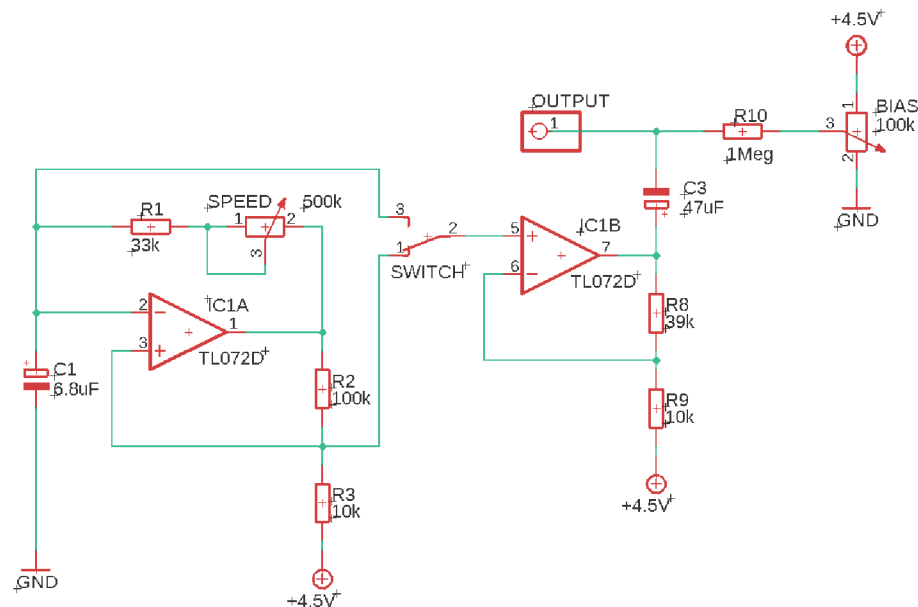 +4.5V
OUTPUT
1
R10
1Meg
3
1
2
BIAS
100k
GND
C3
47uF
+
SPEED
500k
R1
33k
1
2
3
3
1
2
SWITCH
5
6
+
-
IC1B
7
TL072D
IC1A
2
3
-
+
1
TL072D
R8
39k
+
C1
6.8uF
R2
100k
R9
10k
R3
10k
+4.5V
GND
+4.5V